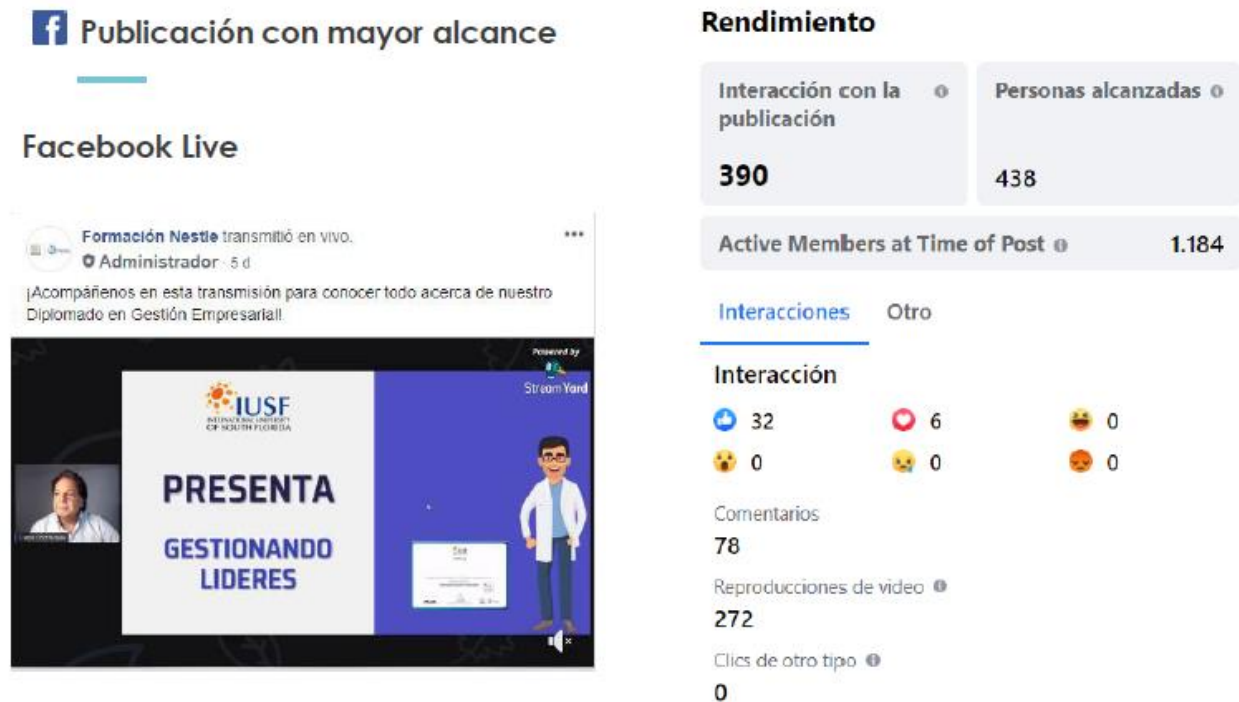 Publicación con mayor alcance
Facebook Live
Formación Nestle transmitió en vivo.
Administrador · 5 d
¡Acompáñenos en esta transmisión para conocer todo acerca de nuestro
Diplomado en Gestión Empresarial!
Powered by
StreamYard
IUSF
INTERNATIONAL UNIVERSITY
OF SOUTH FLORIDA
PRESENTA
GESTIONANDO
LIDERES
Rendimiento
Interacción con la
publicación
390
Personas alcanzadas
438
Active Members at Time of Post 1.184
Interacciones Otro
Interacción
32 6 0
0 0 0
Comentarios
78
Reproducciones de video
272
Clics de otro tipo
0